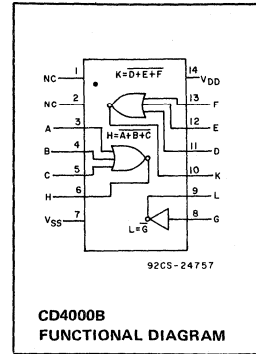 1 K=D+E+F 14
NC VDD
NC 2 13 F
A 3 H=A+B+C 12 E
B 4 11 D
C 5 10 K
H 6 9 L
VSS 7 8 G
L=G
92CS-24757
CD4000B
FUNCTIONAL DIAGRAM